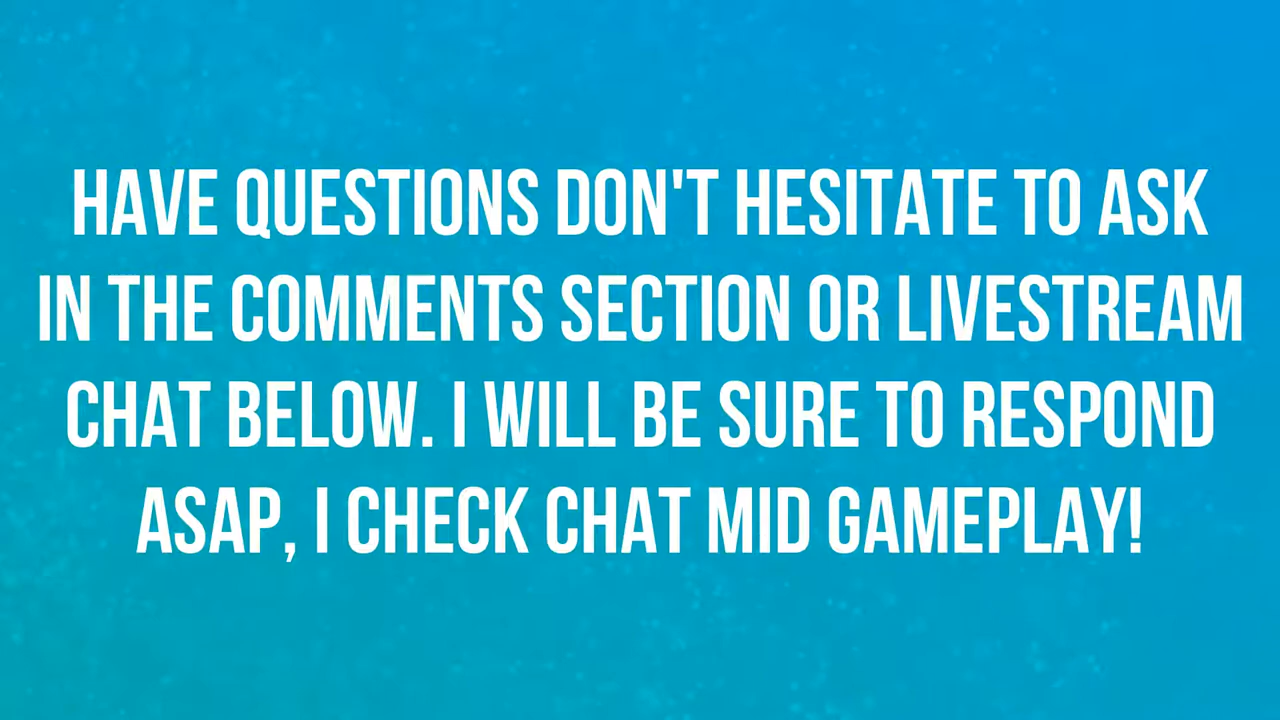 HAVE QUESTIONS DON'T HESITATE TO ASK
IN THE COMMENTS SECTION OR LIVESTREAM
CHAT BELOW. I WILL BE SURE TO RESPOND
ASAP, I CHECK CHAT MID GAMEPLAY!